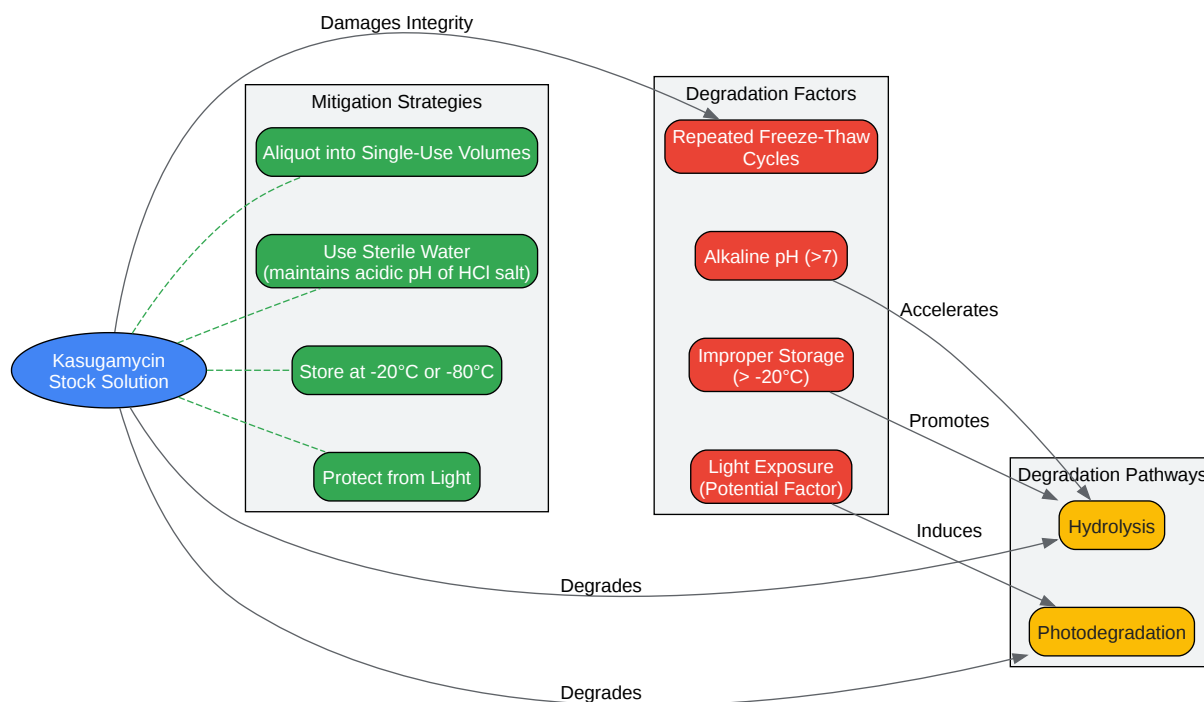 Damages Integrity
Mitigation Strategies
Aliquot into Single-Use Volumes
Use Sterile Water
(maintains acidic pH of HCl salt)
Store at -20°C or -80°C
Protect from Light
Kasugamycin
Stock Solution
Degradation Factors
Repeated Freeze-Thaw
Cycles
Alkaline pH (>7)
Improper Storage
(> -20°C)
Light Exposure
(Potential Factor)
Accelerates
Promotes
Induces
Degradation Pathways
Hydrolysis
Photodegradation
Degrades
Degrades